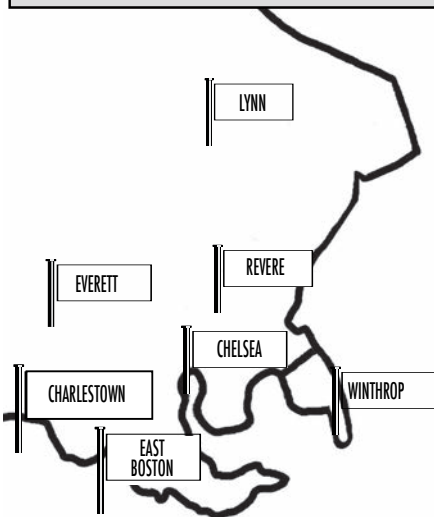 LYNN
REVERE
EVERETT
CHELSEA
CHARLESTOWN
WINTHROP
EAST
BOSTON